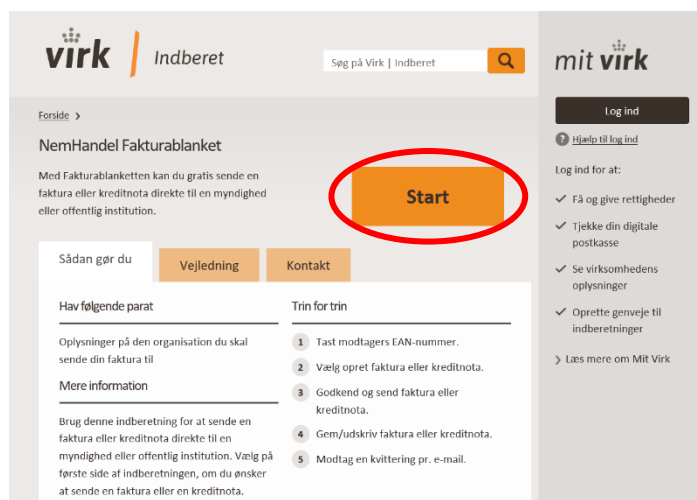 virk Indberet
Søg på Virk | Indberet
mit virk
Log ind
? Hjælp til log ind
Log ind for at:
Få og give rettigheder
Tjekke din digitale
postkasse
Se virksomhedens
oplysninger
Oprette genveje til
indberetninger
Læs mere om Mit Virk
Forside >
NemHandel Fakturablanket
Med Fakturablanketten kan du gratis sende en
faktura eller kreditnota direkte til en myndighed
eller offentlig institution.
Start
Sådan gør du
Vejledning
Kontakt
Hav følgende parat
Oplysninger på den organisation du skal
sende din faktura til
Mere information
Brug denne indberetning for at sende en
faktura eller kreditnota direkte til en
myndighed eller offentlig institution. Vælg på
første side af indberetningen, om du ønsker
at sende en faktura eller en kreditnota.
Trin for trin
1 Tast modtagers EAN-nummer.
2 Vælg opret faktura eller kreditnota.
3 Godkend og send faktura eller
kreditnota.
4 Gem/udskriv faktura eller kreditnota.
5 Modtag en kvittering pr. e-mail.